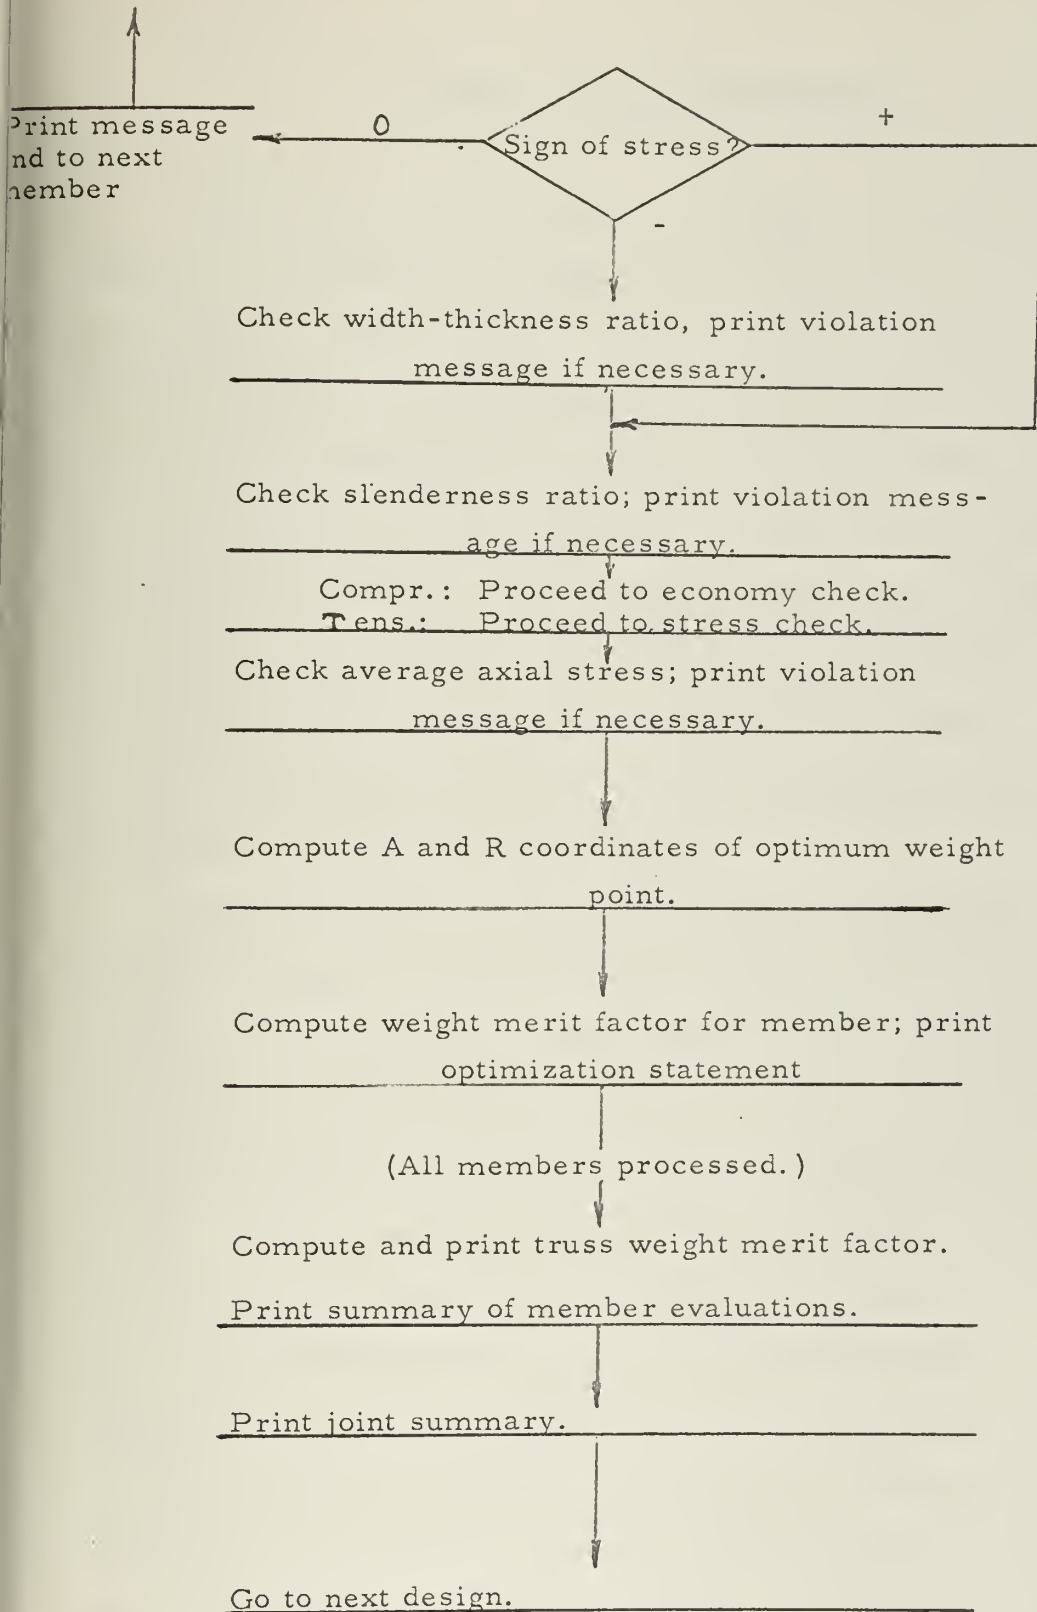 Print message
nd to next
member
0
Sign of stress?
+
-
Check width-thickness ratio, print violation
message if necessary.
Check slenderness ratio; print violation mess-
age if necessary.
Compr.: Proceed to economy check.
Tens.: Proceed to stress check.
Check average axial stress; print violation
message if necessary.
Compute A and R coordinates of optimum weight
point.
Compute weight merit factor for member; print
optimization statement
(All members processed.)
Compute and print truss weight merit factor.
Print summary of member evaluations.
Print joint summary.
Go to next design.